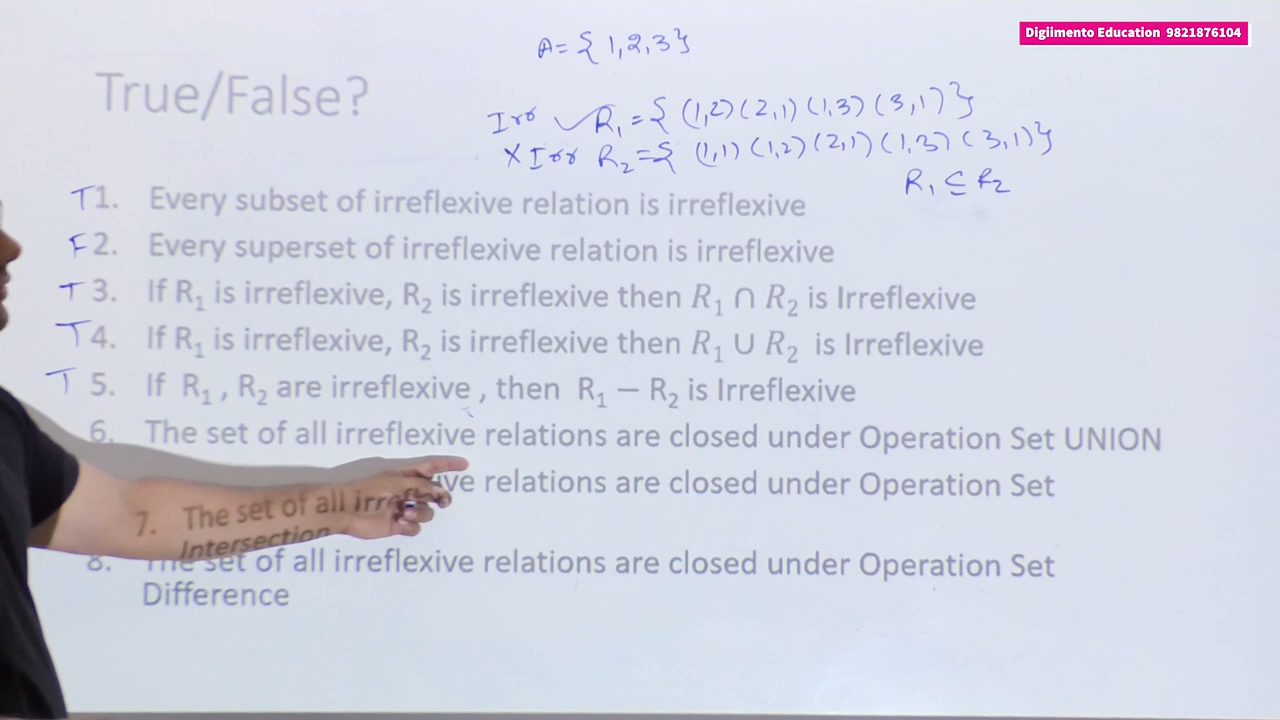 Digiimento Education 9821876104
A = { 1,2,3 }
True/False?
Irr ✓ R₁ = { (1,2) (2,1) (1,3) (3,1) }
X Irr R₂ = { (1,1) (1,2) (2,1) (1,3) (3,1) }
R₁ ⊆ R₂
T 1. Every subset of irreflexive relation is irreflexive
F 2. Every superset of irreflexive relation is irreflexive
T 3. If R₁ is irreflexive, R₂ is irreflexive then R₁ ∩ R₂ is Irreflexive
T 4. If R₁ is irreflexive, R₂ is irreflexive then R₁ ∪ R₂ is Irreflexive
T 5. If R₁ , R₂ are irreflexive , then R₁ − R₂ is Irreflexive
6. The set of all irreflexive relations are closed under Operation Set UNION
7. The set of all irreflexive relations are closed under Operation Set
Intersection
8. The set of all irreflexive relations are closed under Operation Set
Difference